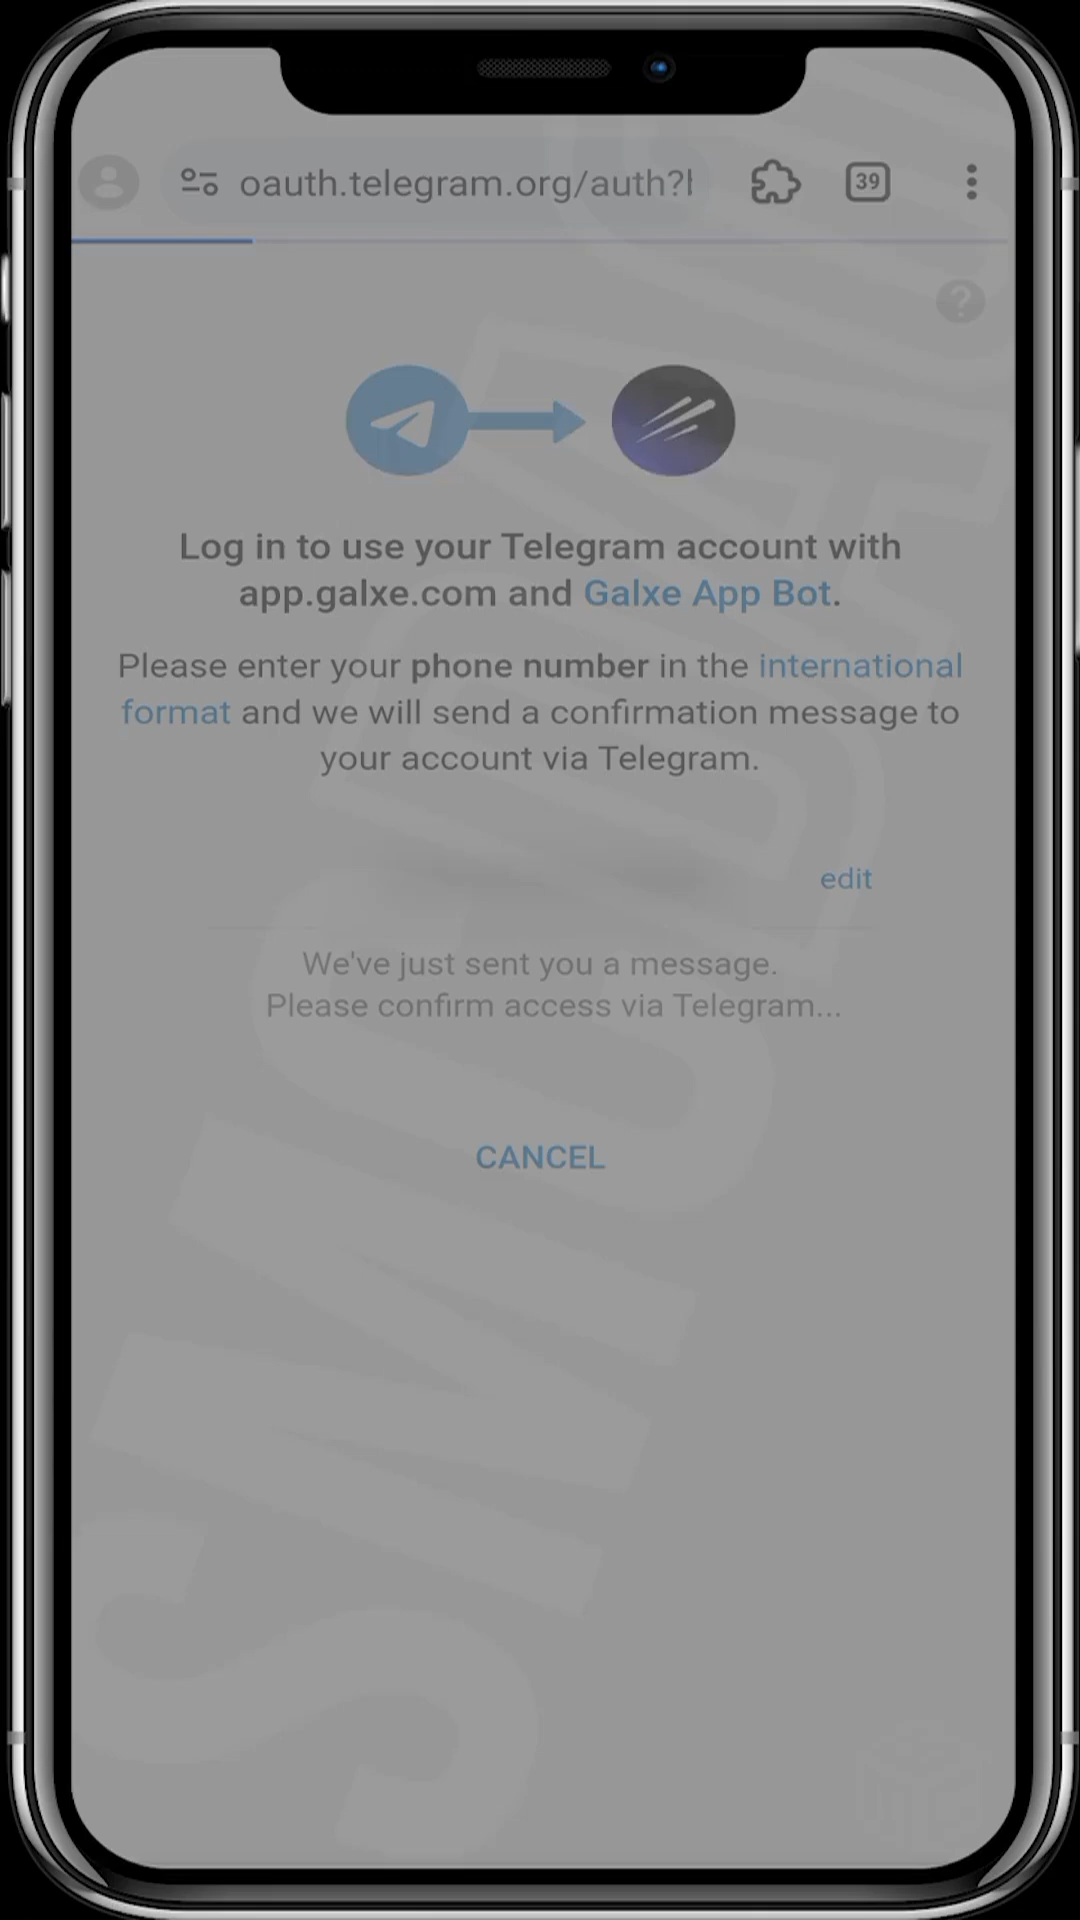 oauth.telegram.org/auth?
39
?
Log in to use your Telegram account with
app.galxe.com and Galxe App Bot.
Please enter your phone number in the international
format and we will send a confirmation message to
your account via Telegram.
edit
We've just sent you a message.
Please confirm access via Telegram...
CANCEL